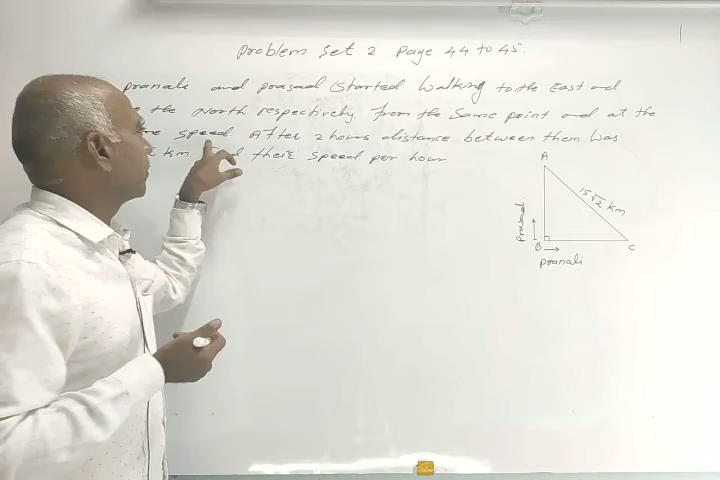 Problem Set 2 Page 44 to 45.
Pranali and prasad started walking to the East and
the North respectively, from the same point and at the
speed. After 2 hours distance between them was
km. their speed per hour
A
15√2 km
Prasad
B
C
Pranali